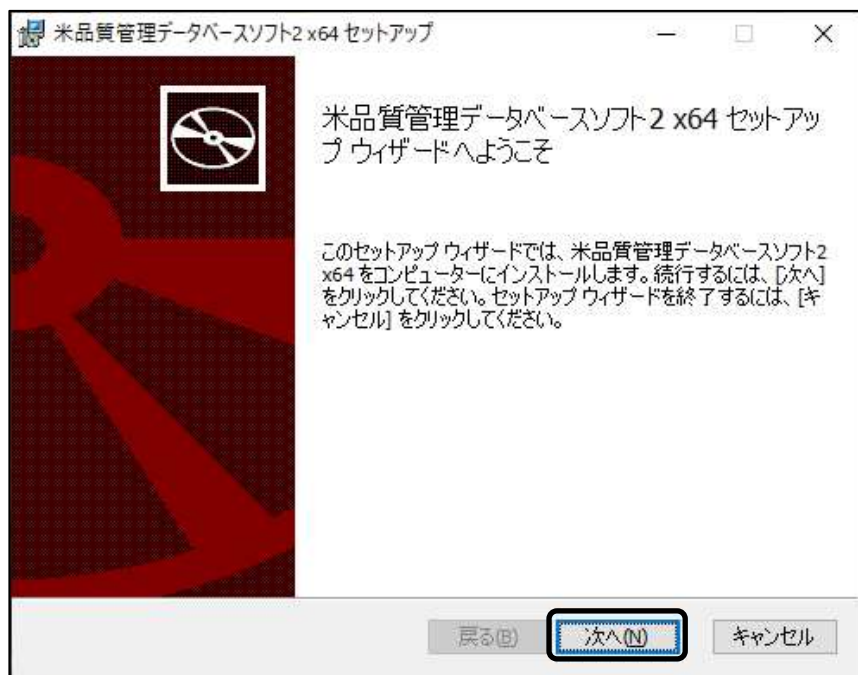 米品質管理データベースソフト2 x64 セットアップ
米品質管理データベースソフト2 x64 セットアッ
プ ウィザードへようこそ
このセットアップ ウィザードでは、米品質管理データベースソフト2
x64 をコンピューターにインストールします。続行するには、[次へ]
をクリックしてください。セットアップ ウィザードを終了するには、[キ
ャンセル] をクリックしてください。
戻る(B) 次へ(N) キャンセル